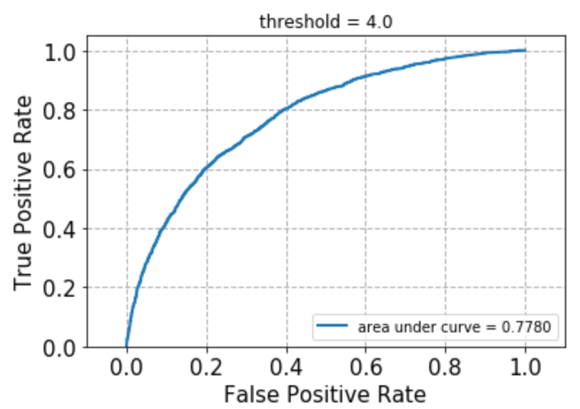 threshold = 4.0
True Positive Rate
1.0
0.8
0.6
0.4
0.2
0.0
area under curve = 0.7780
0.0 0.2 0.4 0.6 0.8 1.0
False Positive Rate